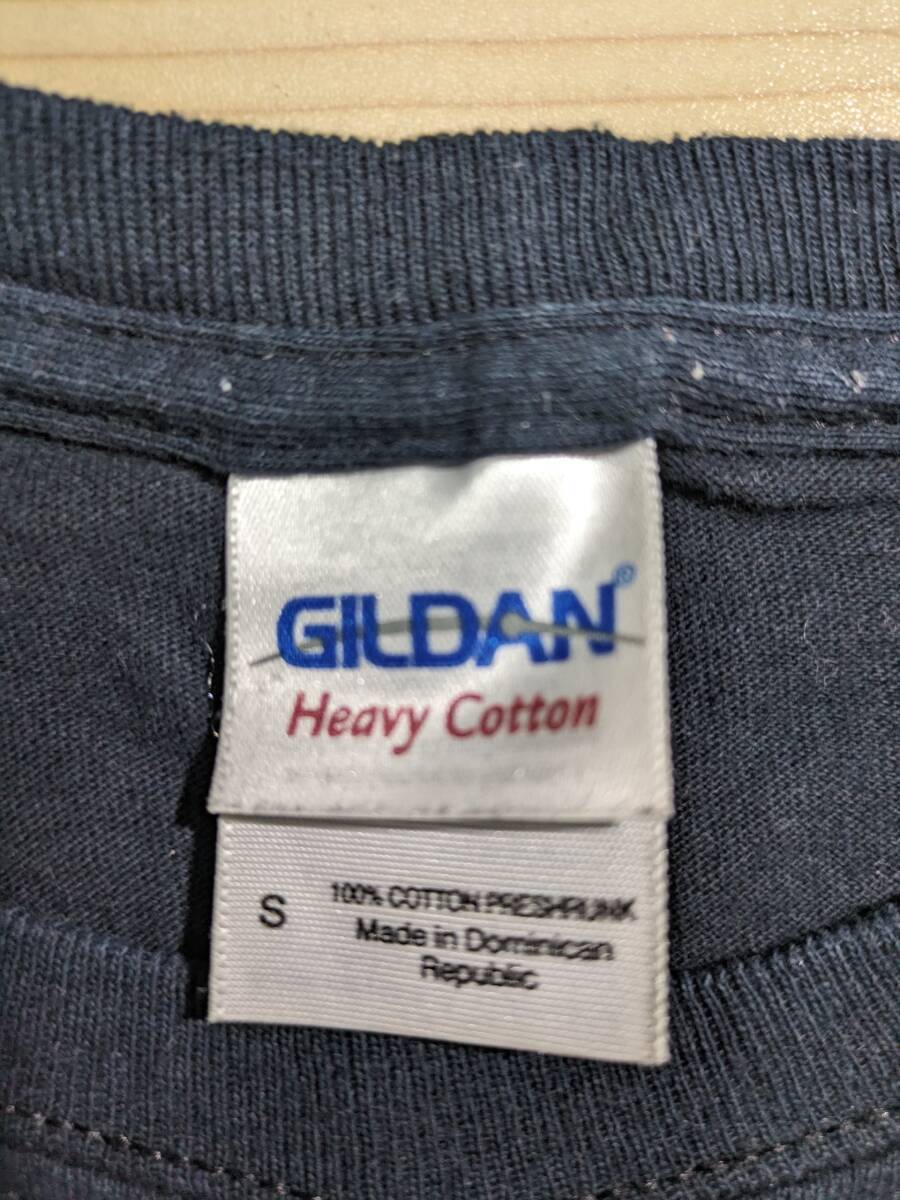 GILDAN®
Heavy Cotton
S 100% COTTON PRESHRUNK
Made in Dominican
Republic